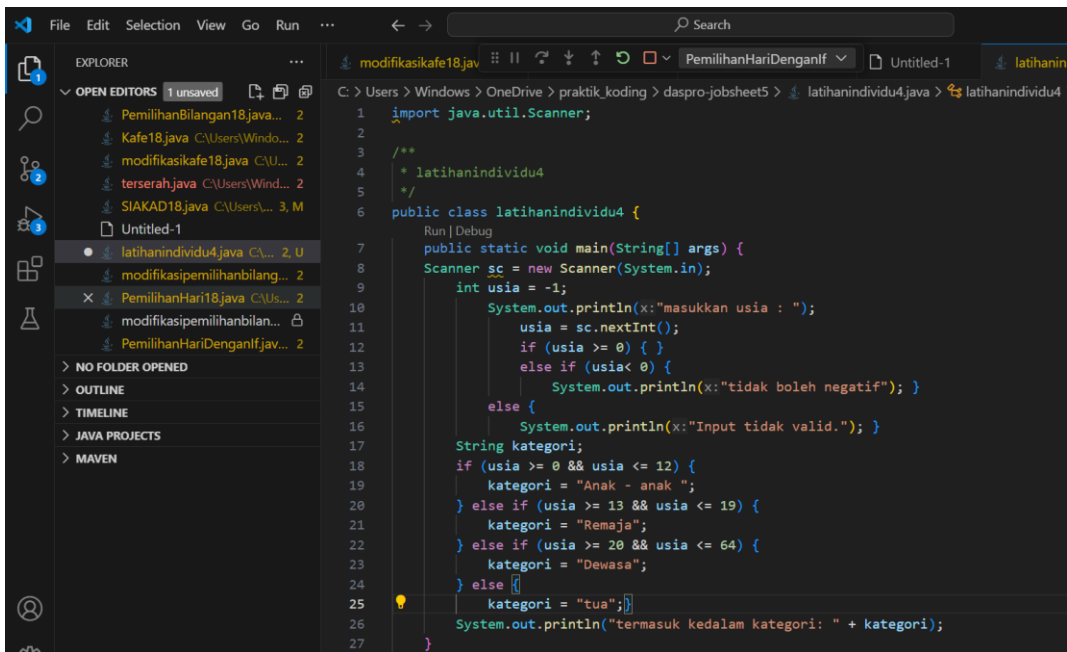 File Edit Selection View Go Run ... Search
EXPLORER ...
OPEN EDITORS 1 unsaved
PemilihanBilangan18.java... 2
Kafe18.java C:\Users\Windo... 2
modifikasikafe18.java C:\U... 2
terserah.java C:\Users\Wind... 2
SIAKAD18.java C:\Users\... 3, M
Untitled-1
latihanindividu4.java C:\... 2, U
modifikasipemilihanbilang... 2
PemilihanHari18.java C:\Us... 2
modifikasipemilihanbilan...
PemilihanHariDenganIf.jav... 2
NO FOLDER OPENED
OUTLINE
TIMELINE
JAVA PROJECTS
MAVEN
1
2
3
modifikasikafe18.jav PemilihanHariDenganIf Untitled-1 latihanin
C: > Users > Windows > OneDrive > praktik_koding > daspro-jobsheet5 > latihanindividu4.java > latihanindividu4
1 import java.util.Scanner;
2
3 /**
4 * latihanindividu4
5 */
6 public class latihanindividu4 {
Run | Debug
7 public static void main(String[] args) {
8 Scanner sc = new Scanner(System.in);
9 int usia = -1;
10 System.out.println(x:"masukkan usia : ");
11 usia = sc.nextInt();
12 if (usia >= 0) { }
13 else if (usia< 0) {
14 System.out.println(x:"tidak boleh negatif"); }
15 else {
16 System.out.println(x:"Input tidak valid."); }
17 String kategori;
18 if (usia >= 0 && usia <= 12) {
19 kategori = "Anak - anak ";
20 } else if (usia >= 13 && usia <= 19) {
21 kategori = "Remaja";
22 } else if (usia >= 20 && usia <= 64) {
23 kategori = "Dewasa";
24 } else {
25 kategori = "tua";}
26 System.out.println("termasuk kedalam kategori: " + kategori);
27 }